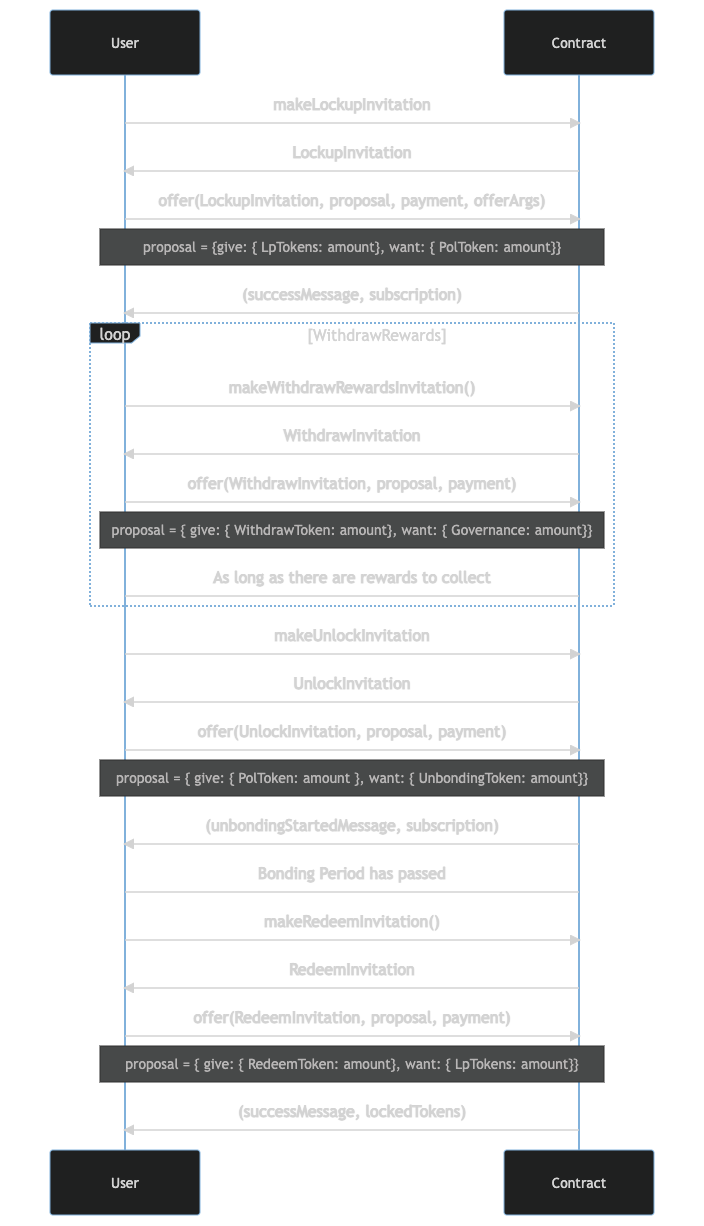 User
Contract
makeLockupInvitation
LockupInvitation
offer(LockupInvitation, proposal, payment, offerArgs)
proposal = {give: { LpTokens: amount}, want: { PolToken: amount}}
(successMessage, subscription)
loop
[WithdrawRewards]
makeWithdrawRewardsInvitation()
WithdrawInvitation
offer(WithdrawInvitation, proposal, payment)
proposal = { give: { WithdrawToken: amount}, want: { Governance: amount}}
As long as there are rewards to collect
makeUnlockInvitation
UnlockInvitation
offer(UnlockInvitation, proposal, payment)
proposal = { give: { PolToken: amount }, want: { UnbondingToken: amount}}
(unbondingStartedMessage, subscription)
Bonding Period has passed
makeRedeemInvitation()
RedeemInvitation
offer(RedeemInvitation, proposal, payment)
proposal = { give: { RedeemToken: amount}, want: { LpTokens: amount}}
(successMessage, lockedTokens)
User
Contract